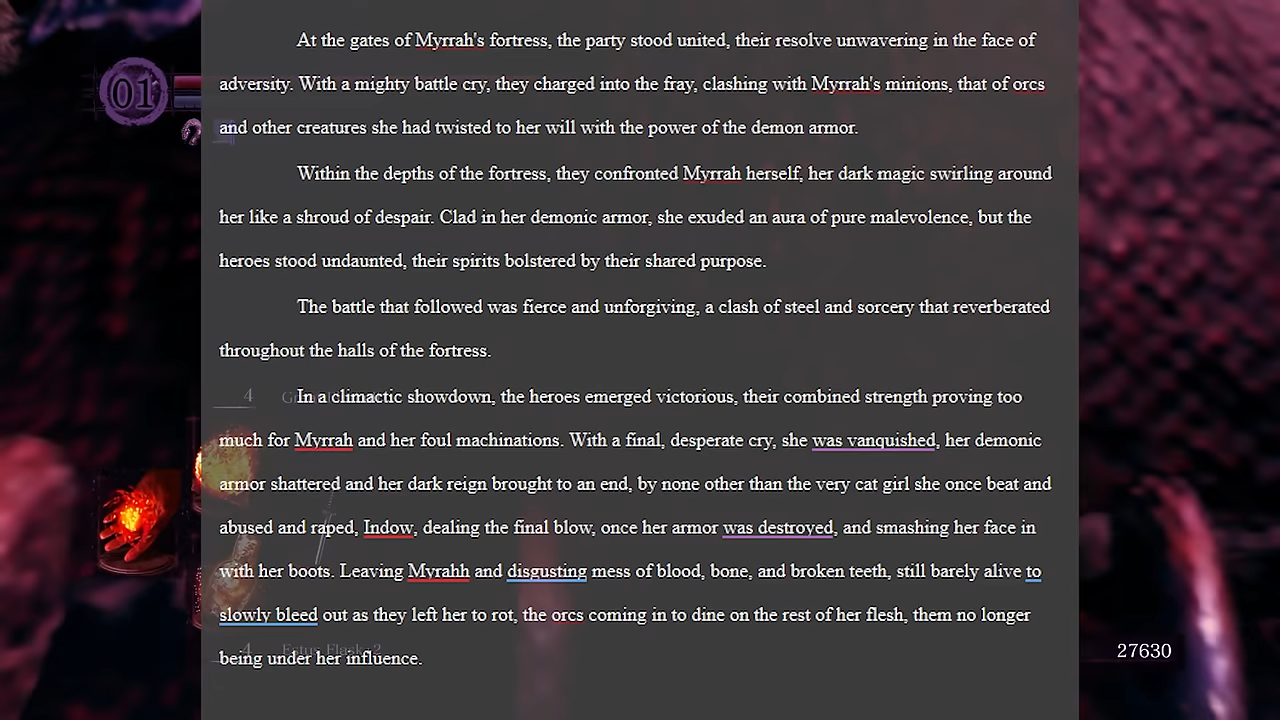 At the gates of Myrrah's fortress, the party stood united, their resolve unwavering in the face of
adversity. With a mighty battle cry, they charged into the fray, clashing with Myrrah's minions, that of orcs
01
and other creatures she had twisted to her will with the power of the demon armor.
Within the depths of the fortress, they confronted Myrrah herself, her dark magic swirling around
her like a shroud of despair. Clad in her demonic armor, she exuded an aura of pure malevolence, but the
heroes stood undaunted, their spirits bolstered by their shared purpose.
The battle that followed was fierce and unforgiving, a clash of steel and sorcery that reverberated
throughout the halls of the fortress.
4
In a climactic showdown, the heroes emerged victorious, their combined strength proving too
much for Myrrah and her foul machinations. With a final, desperate cry, she was vanquished, her demonic
armor shattered and her dark reign brought to an end, by none other than the very cat girl she once beat and
abused and raped, Indow, dealing the final blow, once her armor was destroyed, and smashing her face in
with her boots. Leaving Myrahh and disgusting mess of blood, bone, and broken teeth, still barely alive to
slowly bleed out as they left her to rot, the orcs coming in to dine on the rest of her flesh, them no longer
4
being under her influence.
27630